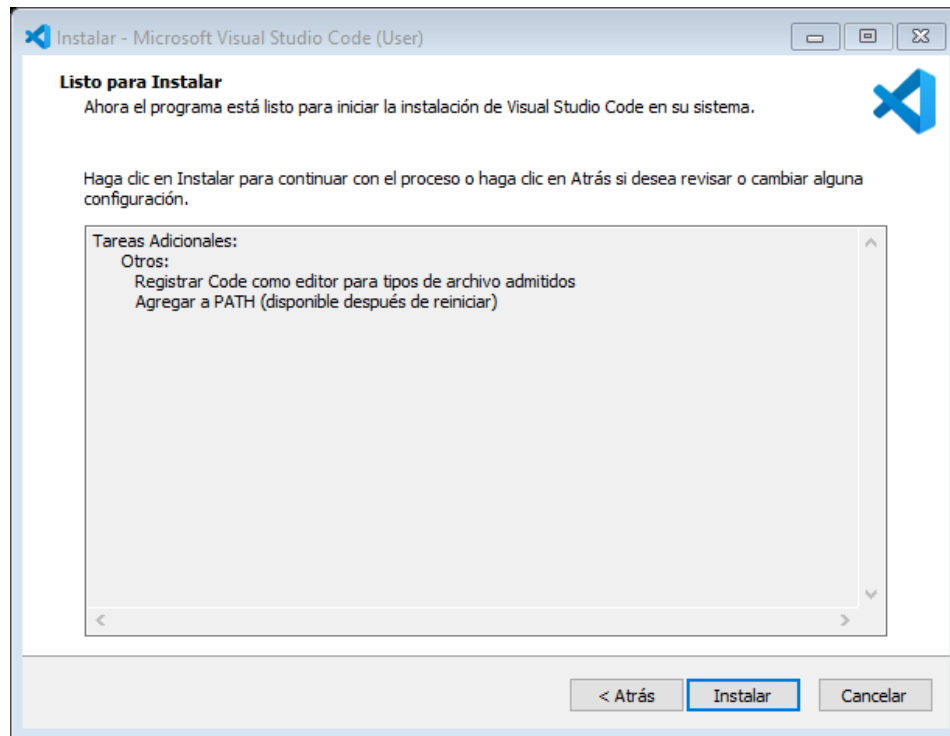 Instalar - Microsoft Visual Studio Code (User)
Listo para Instalar
Ahora el programa está listo para iniciar la instalación de Visual Studio Code en su sistema.
Haga clic en Instalar para continuar con el proceso o haga clic en Atrás si desea revisar o cambiar alguna
configuración.
Tareas Adicionales:
Otros:
Registrar Code como editor para tipos de archivo admitidos
Agregar a PATH (disponible después de reiniciar)
< Atrás
Instalar
Cancelar